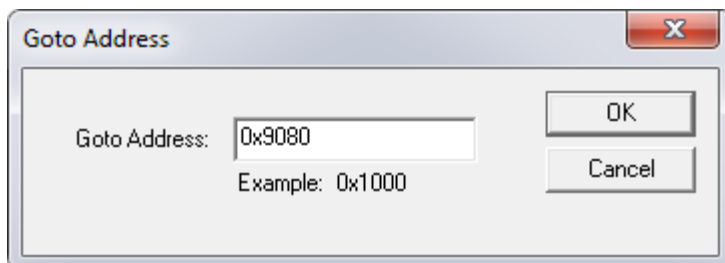 Goto Address
Goto Address: 0x9080
Example: 0x1000
OK
Cancel